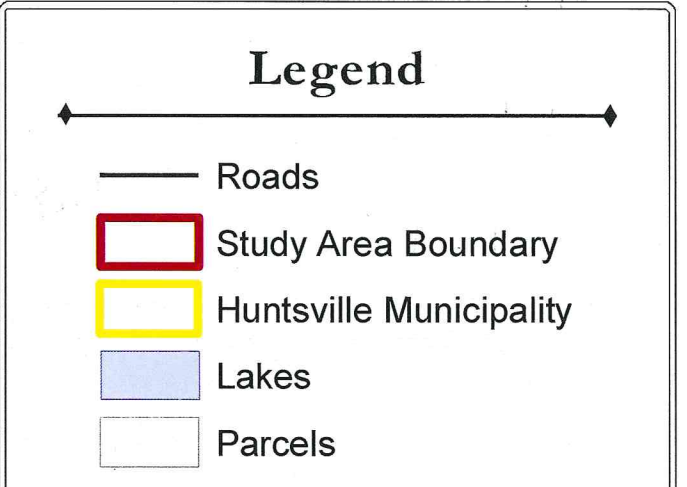 Legend
Roads
Study Area Boundary
Huntsville Municipality
Lakes
Parcels